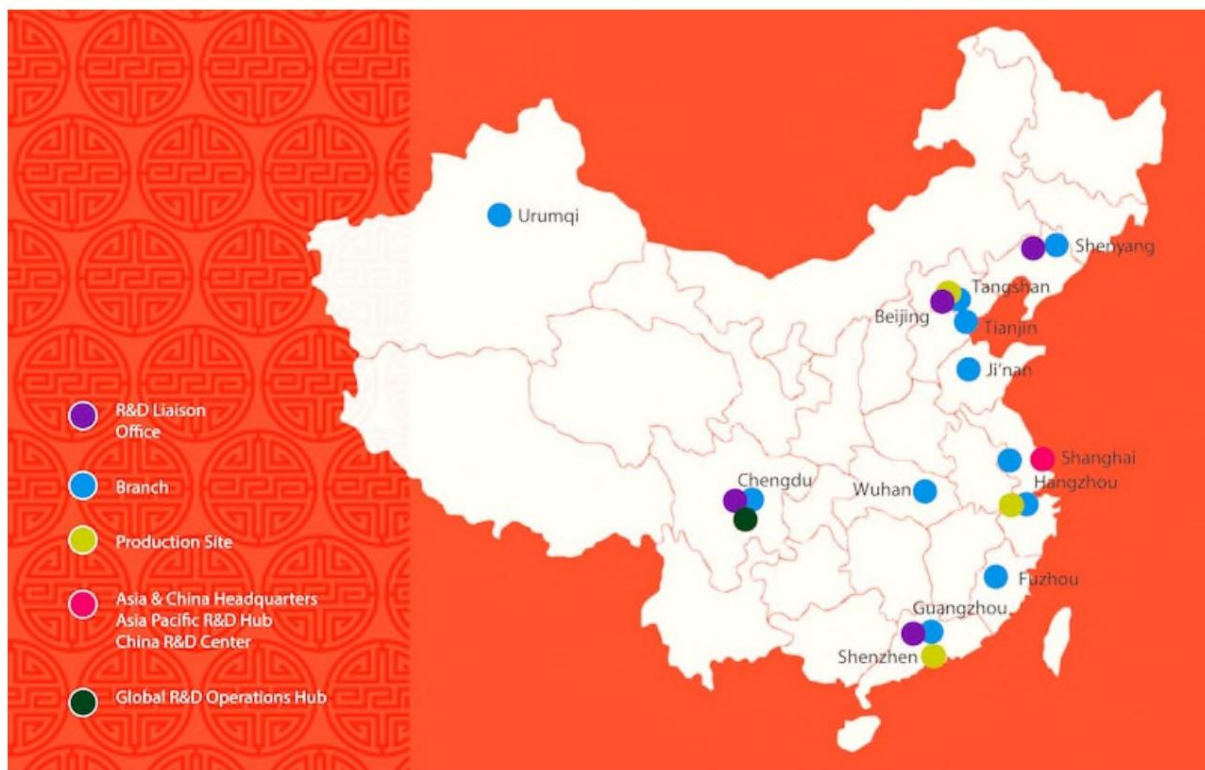 Urumqi
Shenyang
Tangshan
Beijing
Tianjin
Ji'nan
R&D Liaison
Office
Branch
Production Site
Asia & China Headquarters
Asia Pacific R&D Hub
China R&D Center
Global R&D Operations Hub
Shanghai
Chengdu
Wuhan
Hangzhou
Fuzhou
Guangzhou
Shenzhen